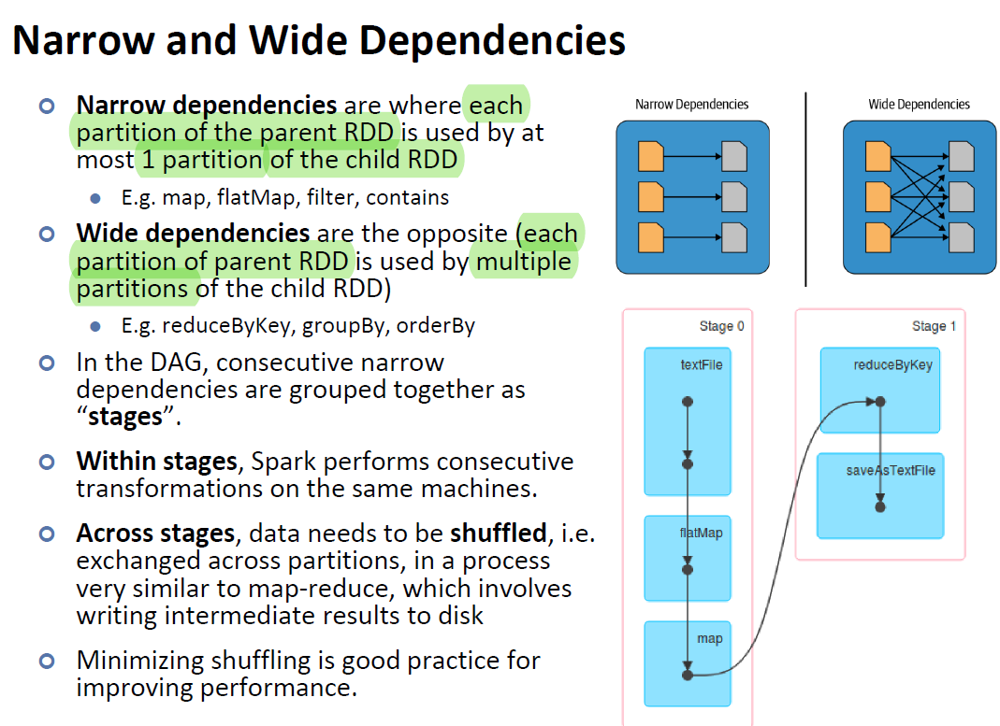 Narrow and Wide Dependencies
Narrow dependencies are where each
partition of the parent RDD is used by at
most 1 partition of the child RDD
E.g. map, flatMap, filter, contains
Wide dependencies are the opposite (each
partition of parent RDD is used by multiple
partitions of the child RDD)
E.g. reduceByKey, groupBy, orderBy
In the DAG, consecutive narrow
dependencies are grouped together as
“stages”.
Within stages, Spark performs consecutive
transformations on the same machines.
Across stages, data needs to be shuffled, i.e.
exchanged across partitions, in a process
very similar to map-reduce, which involves
writing intermediate results to disk
Minimizing shuffling is good practice for
improving performance.
Narrow Dependencies
Wide Dependencies
Stage 0
textFile
flatMap
map
Stage 1
reduceByKey
saveAsTextFile